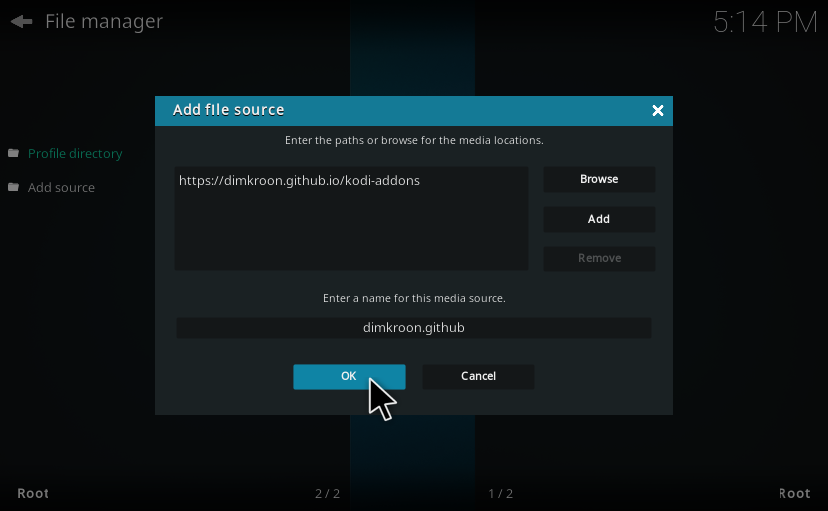 File manager
5:14 PM
Add file source
Enter the paths or browse for the media locations.
Profile directory
Add source
https://dimkroon.github.io/kodi-addons
Browse
Add
Remove
Enter a name for this media source.
dimkroon.github
OK
Cancel
Root
2 / 2
1 / 2
Root